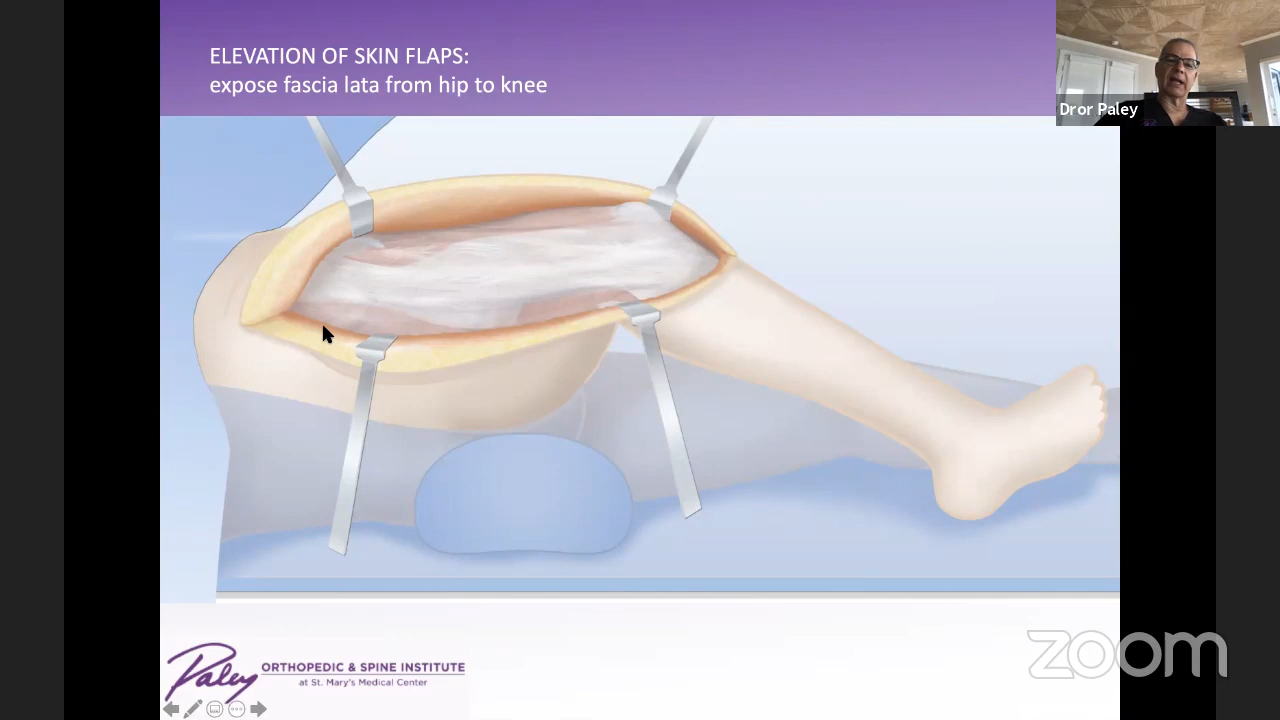 ELEVATION OF SKIN FLAPS:
expose fascia lata from hip to knee
Dror Paley
Paley
ORTHOPEDIC & SPINE INSTITUTE
at St. Mary's Medical Center
zoom